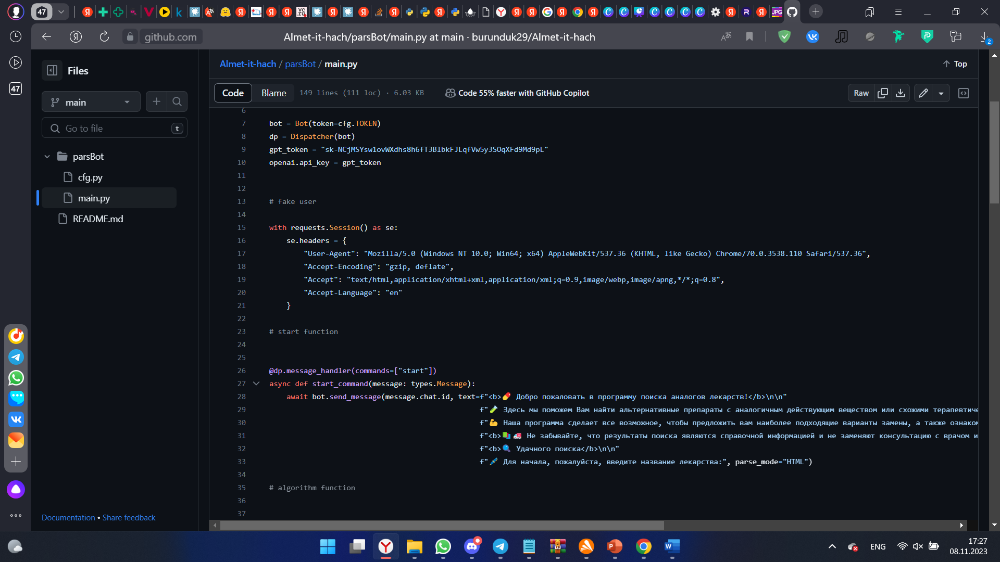 47
github.com
Almet-it-hach/parsBot/main.py at main · burunduk29/Almet-it-hach
2
47
Files
main
Go to file
t
parsBot
cfg.py
main.py
README.md
Documentation • Share feedback
Almet-it-hach / parsBot / main.py
Top
Code
Blame
149 lines (111 loc) · 6.03 KB
Code 55% faster with GitHub Copilot
Raw
6
7 bot = Bot(token=cfg.TOKEN)
8 dp = Dispatcher(bot)
9 gpt_token = "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"
10 openai.api_key = gpt_token
11
12
13 # fake user
14
15 with requests.Session() as se:
16 se.headers = {
17 "User-Agent": "Mozilla/5.0 (Windows NT 10.0; Win64; x64) AppleWebKit/537.36 (KHTML, like Gecko) Chrome/70.0.3538.110 Safari/537.36",
18 "Accept-Encoding": "gzip, deflate",
19 "Accept": "text/html,application/xhtml+xml,application/xml;q=0.9,image/webp,image/apng,*/*;q=0.8",
20 "Accept-Language": "en"
21 }
22
23 # start function
24
25
26 @dp.message_handler(commands=["start"])
27 async def start_command(message: types.Message):
28 await bot.send_message(message.chat.id, text=f"<b>💊 Добро пожаловать в программу поиска аналогов лекарств!</b>\n\n"
29 f"🧪 Здесь мы поможем Вам найти альтернативные препараты с аналогичным действующим веществом или схожими терапевтиче
30 f"💪 Наша программа сделает все возможное, чтобы предложить вам наиболее подходящие варианты замены, а также ознаком
31 f"<b>📗🚑 Не забывайте, что результаты поиска являются справочной информацией и не заменяют консультацию с врачом и
32 f"<b>🔍 Удачного поиска</b>\n\n"
33 f"🖊 Для начала, пожалуйста, введите название лекарства:", parse_mode="HTML")
34
35 # algorithm function
36
37
ENG
17:27
08.11.2023